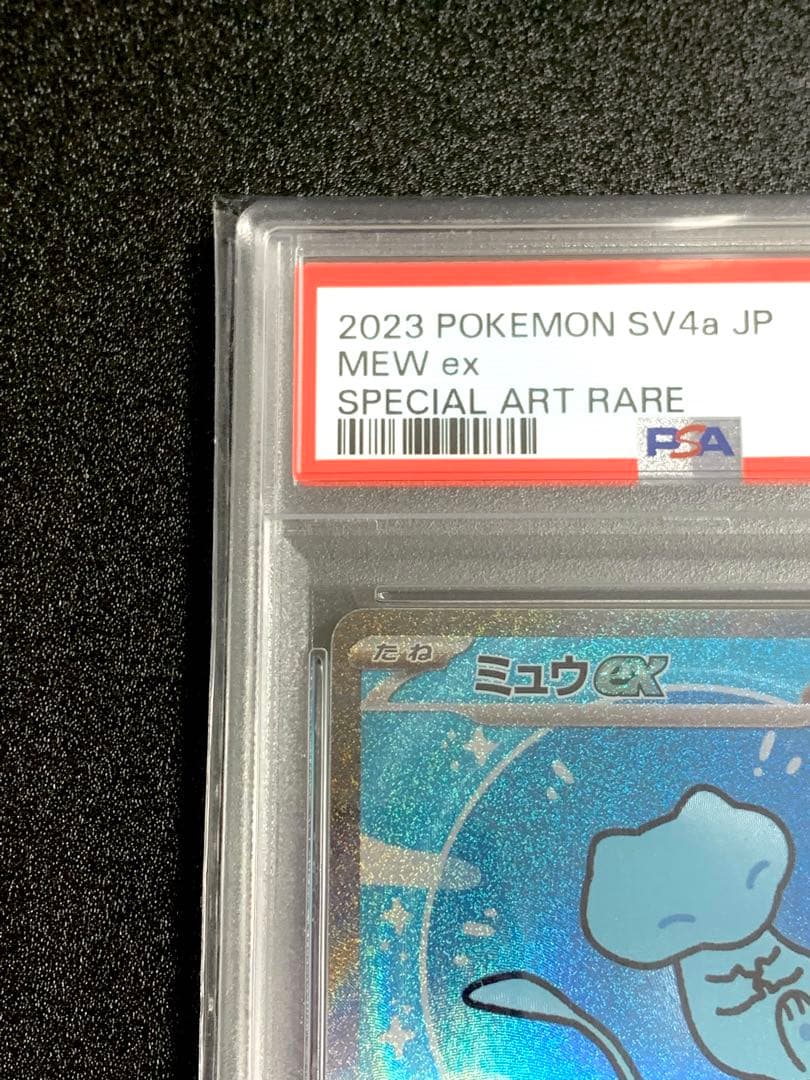 2023 POKEMON SV4a JP
MEW ex
SPECIAL ART RARE
PSA
たね
ミュウex